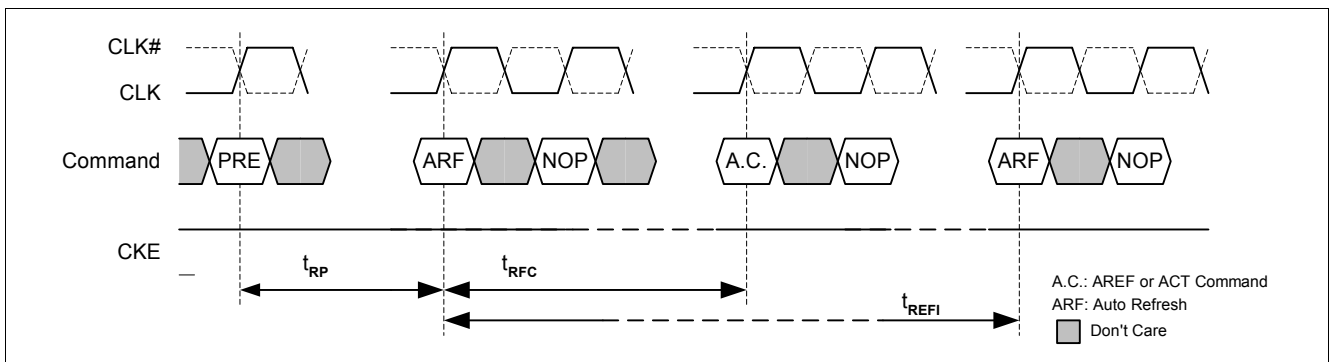 CLK#
CLK
Command PRE ARF NOP A.C. NOP ARF NOP
CKE
tRP tRFC
tREFI
A.C.: AREF or ACT Command
ARF: Auto Refresh
Don't Care